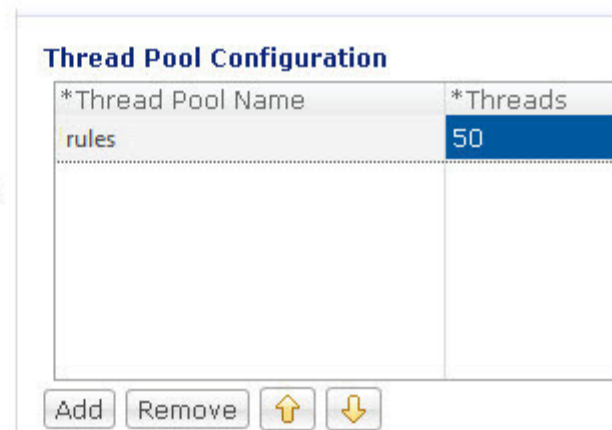 Thread Pool Configuration
*Thread Pool Name *Threads
rules 50
Add Remove